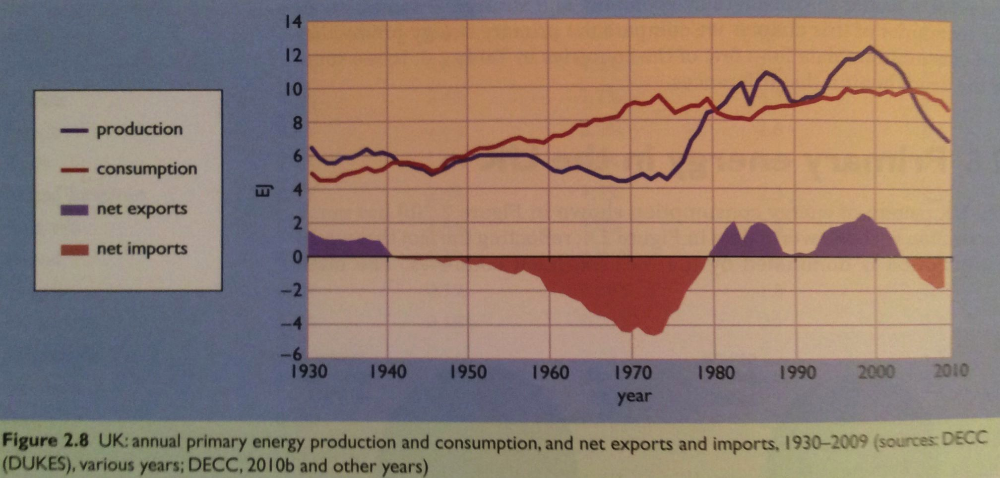 14
12
10
8
6
4
2
0
–2
–4
–6
EJ
production
consumption
net exports
net imports
1930 1940 1950 1960 1970 1980 1990 2000 2010
year
Figure 2.8 UK: annual primary energy production and consumption, and net exports and imports, 1930–2009 (sources: DECC
(DUKES), various years; DECC, 2010b and other years)